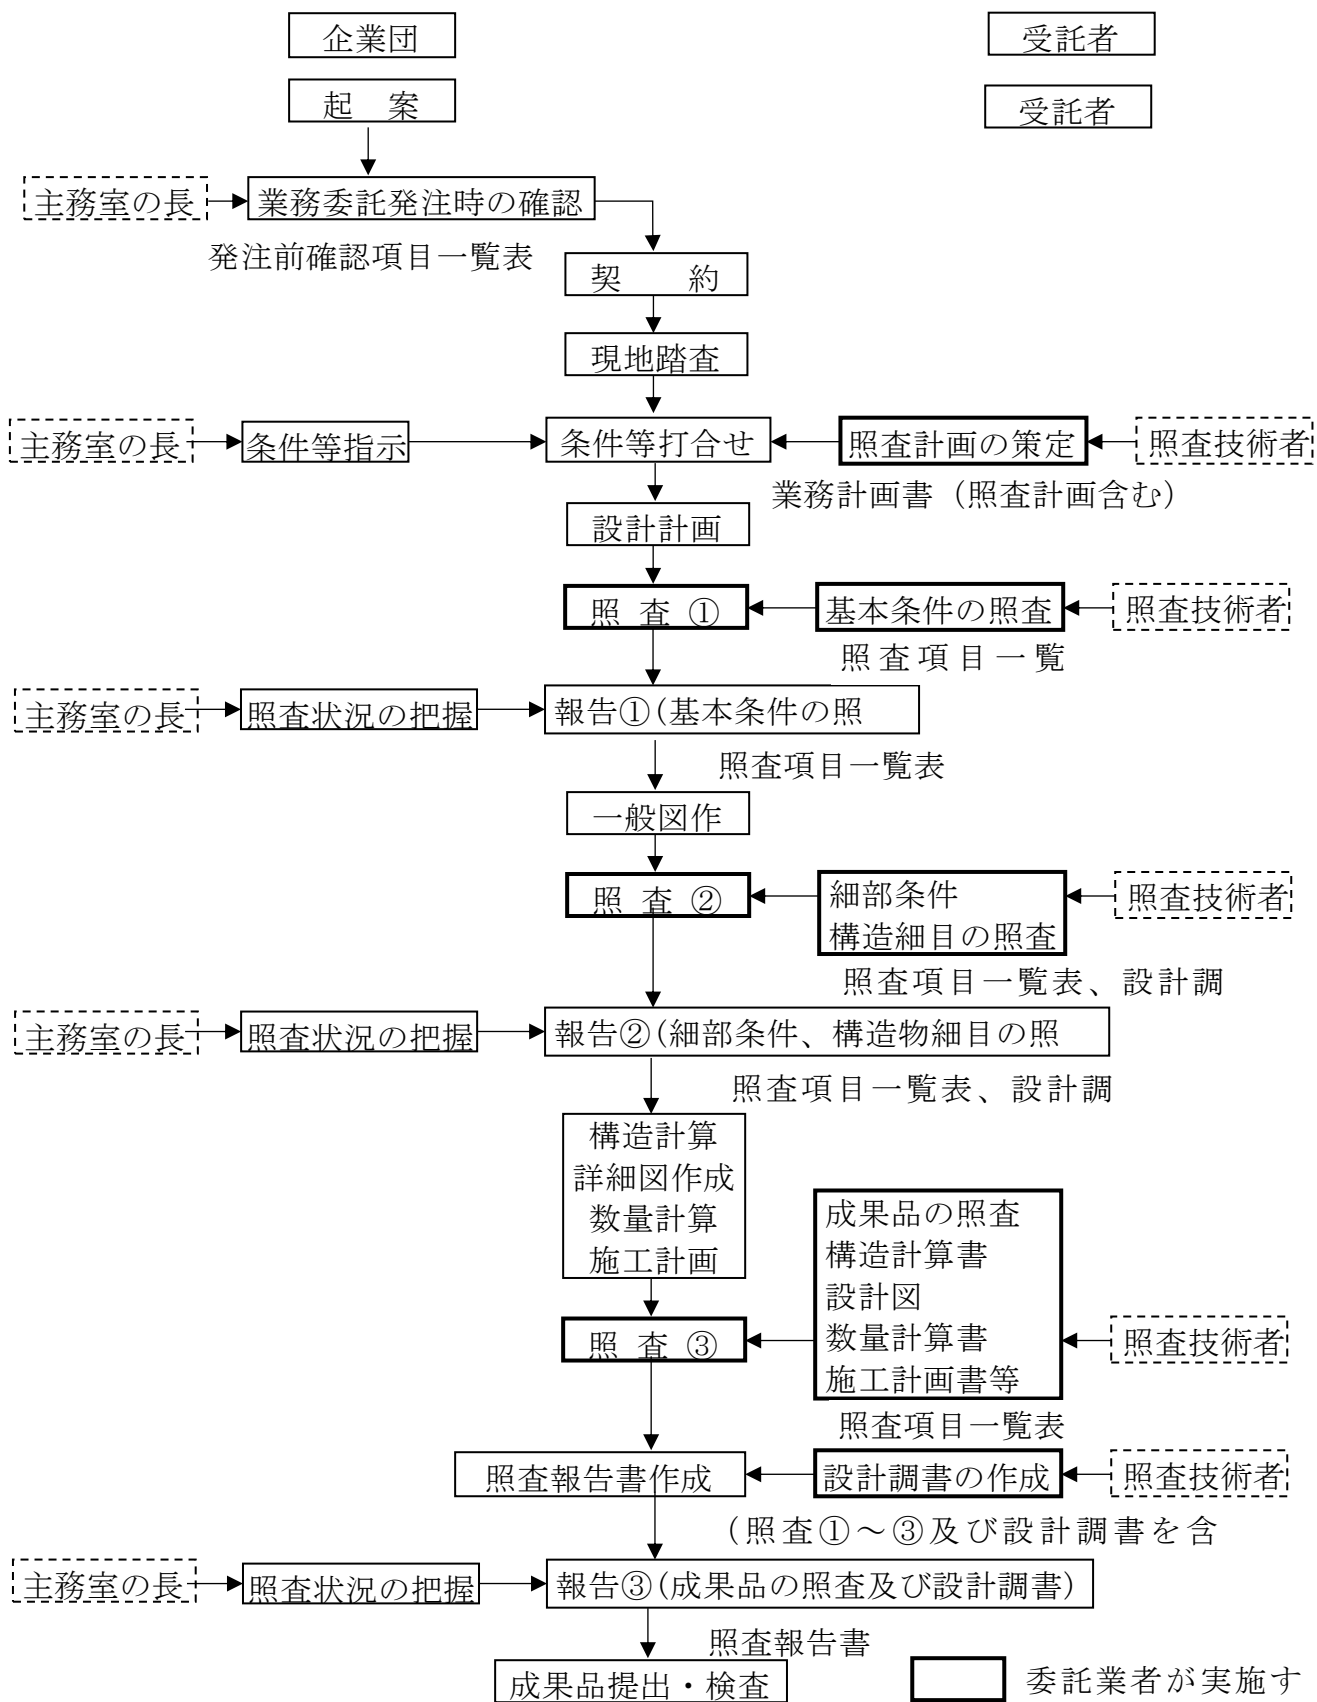 企業団
受託者
起　案
受託者
主務室の長
業務委託発注時の確認
発注前確認項目一覧表
契　　約
現地踏査
主務室の長
条件等指示
条件等打合せ
照査計画の策定
照査技術者
業務計画書（照査計画含む）
設計計画
照 査 ①
基本条件の照査
照査技術者
照査項目一覧
主務室の長
照査状況の把握
報告①(基本条件の照
照査項目一覧表
一般図作
照 査 ②
細部条件
構造細目の照査
照査技術者
照査項目一覧表、設計調
主務室の長
照査状況の把握
報告②(細部条件、構造物細目の照
照査項目一覧表、設計調
構造計算
詳細図作成
数量計算
施工計画
成果品の照査
構造計算書
設計図
数量計算書
施工計画書等
照 査 ③
照査技術者
照査項目一覧表
照査報告書作成
設計調書の作成
照査技術者
(照査①～③及び設計調書を含
主務室の長
照査状況の把握
報告③(成果品の照査及び設計調書)
照査報告書
成果品提出・検査
委託業者が実施す